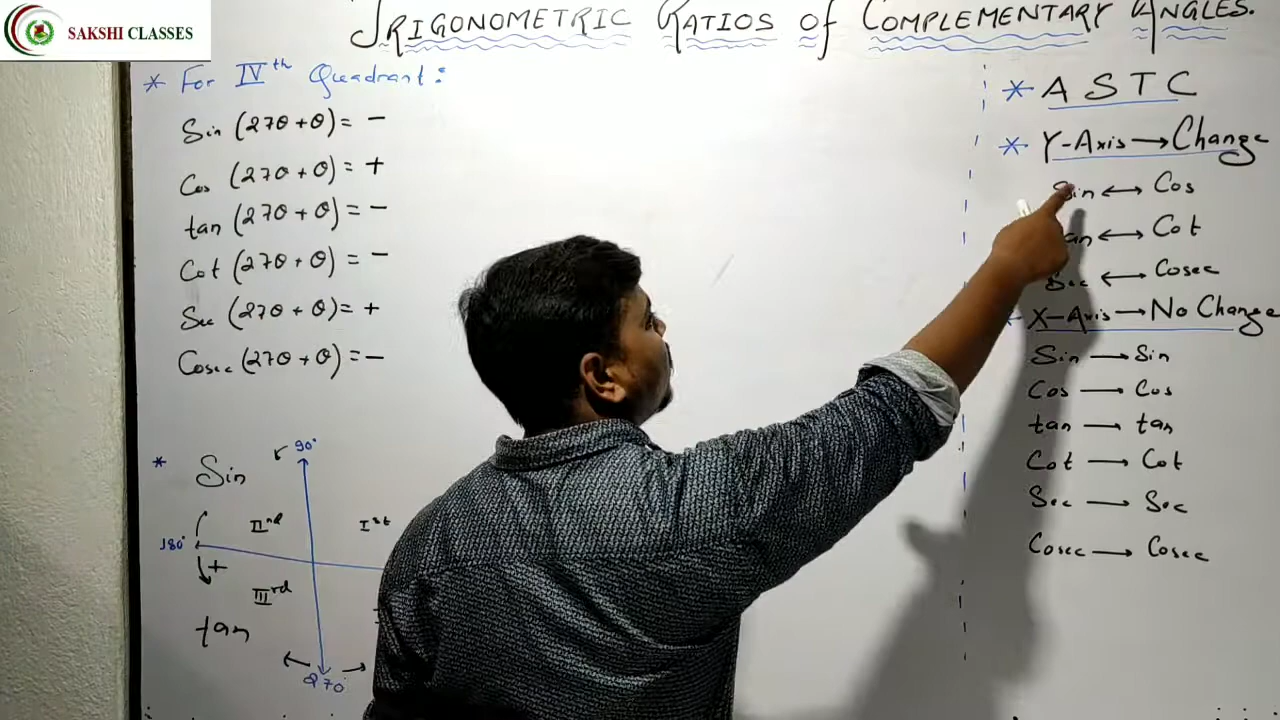 SAKSHI CLASSES
TRIGONOMETRIC RATIOS of COMPLEMENTARY ANGLES.
* For IVth Quadrant:
Sin (270+θ) = -
Cos (270+θ) = +
tan (270+θ) = -
Cot (270+θ) = -
Sec (270+θ) = +
Cosec (270+θ) = -
* Sin
90°
IInd
Ist
180°
+
IIIrd
tan
270°
* ASTC
* Y-Axis → Change
Sin ↔ Cos
tan ↔ Cot
Sec ↔ Cosec
* X-Axis → No Change
Sin → Sin
Cos → Cos
tan → tan
Cot → Cot
Sec → Sec
Cosec → Cosec